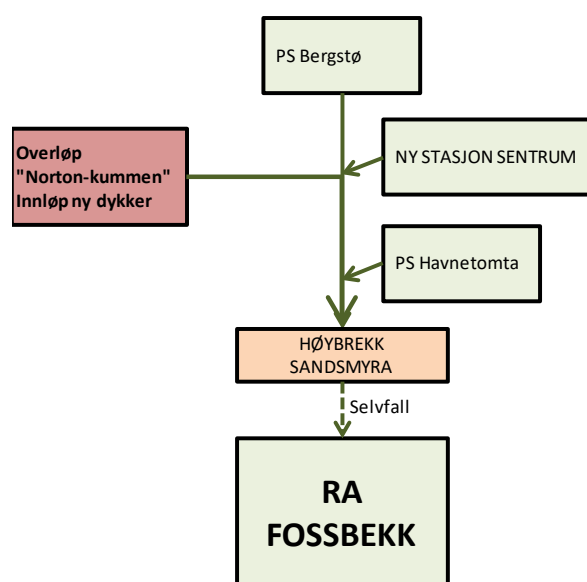 PS Bergstø
Overløp
"Norton-kummen"
Innløp ny dykker
NY STASJON SENTRUM
PS Havnetomta
HØYBREKK
SANDSMYRA
Selvfall
RA
FOSSBEKK